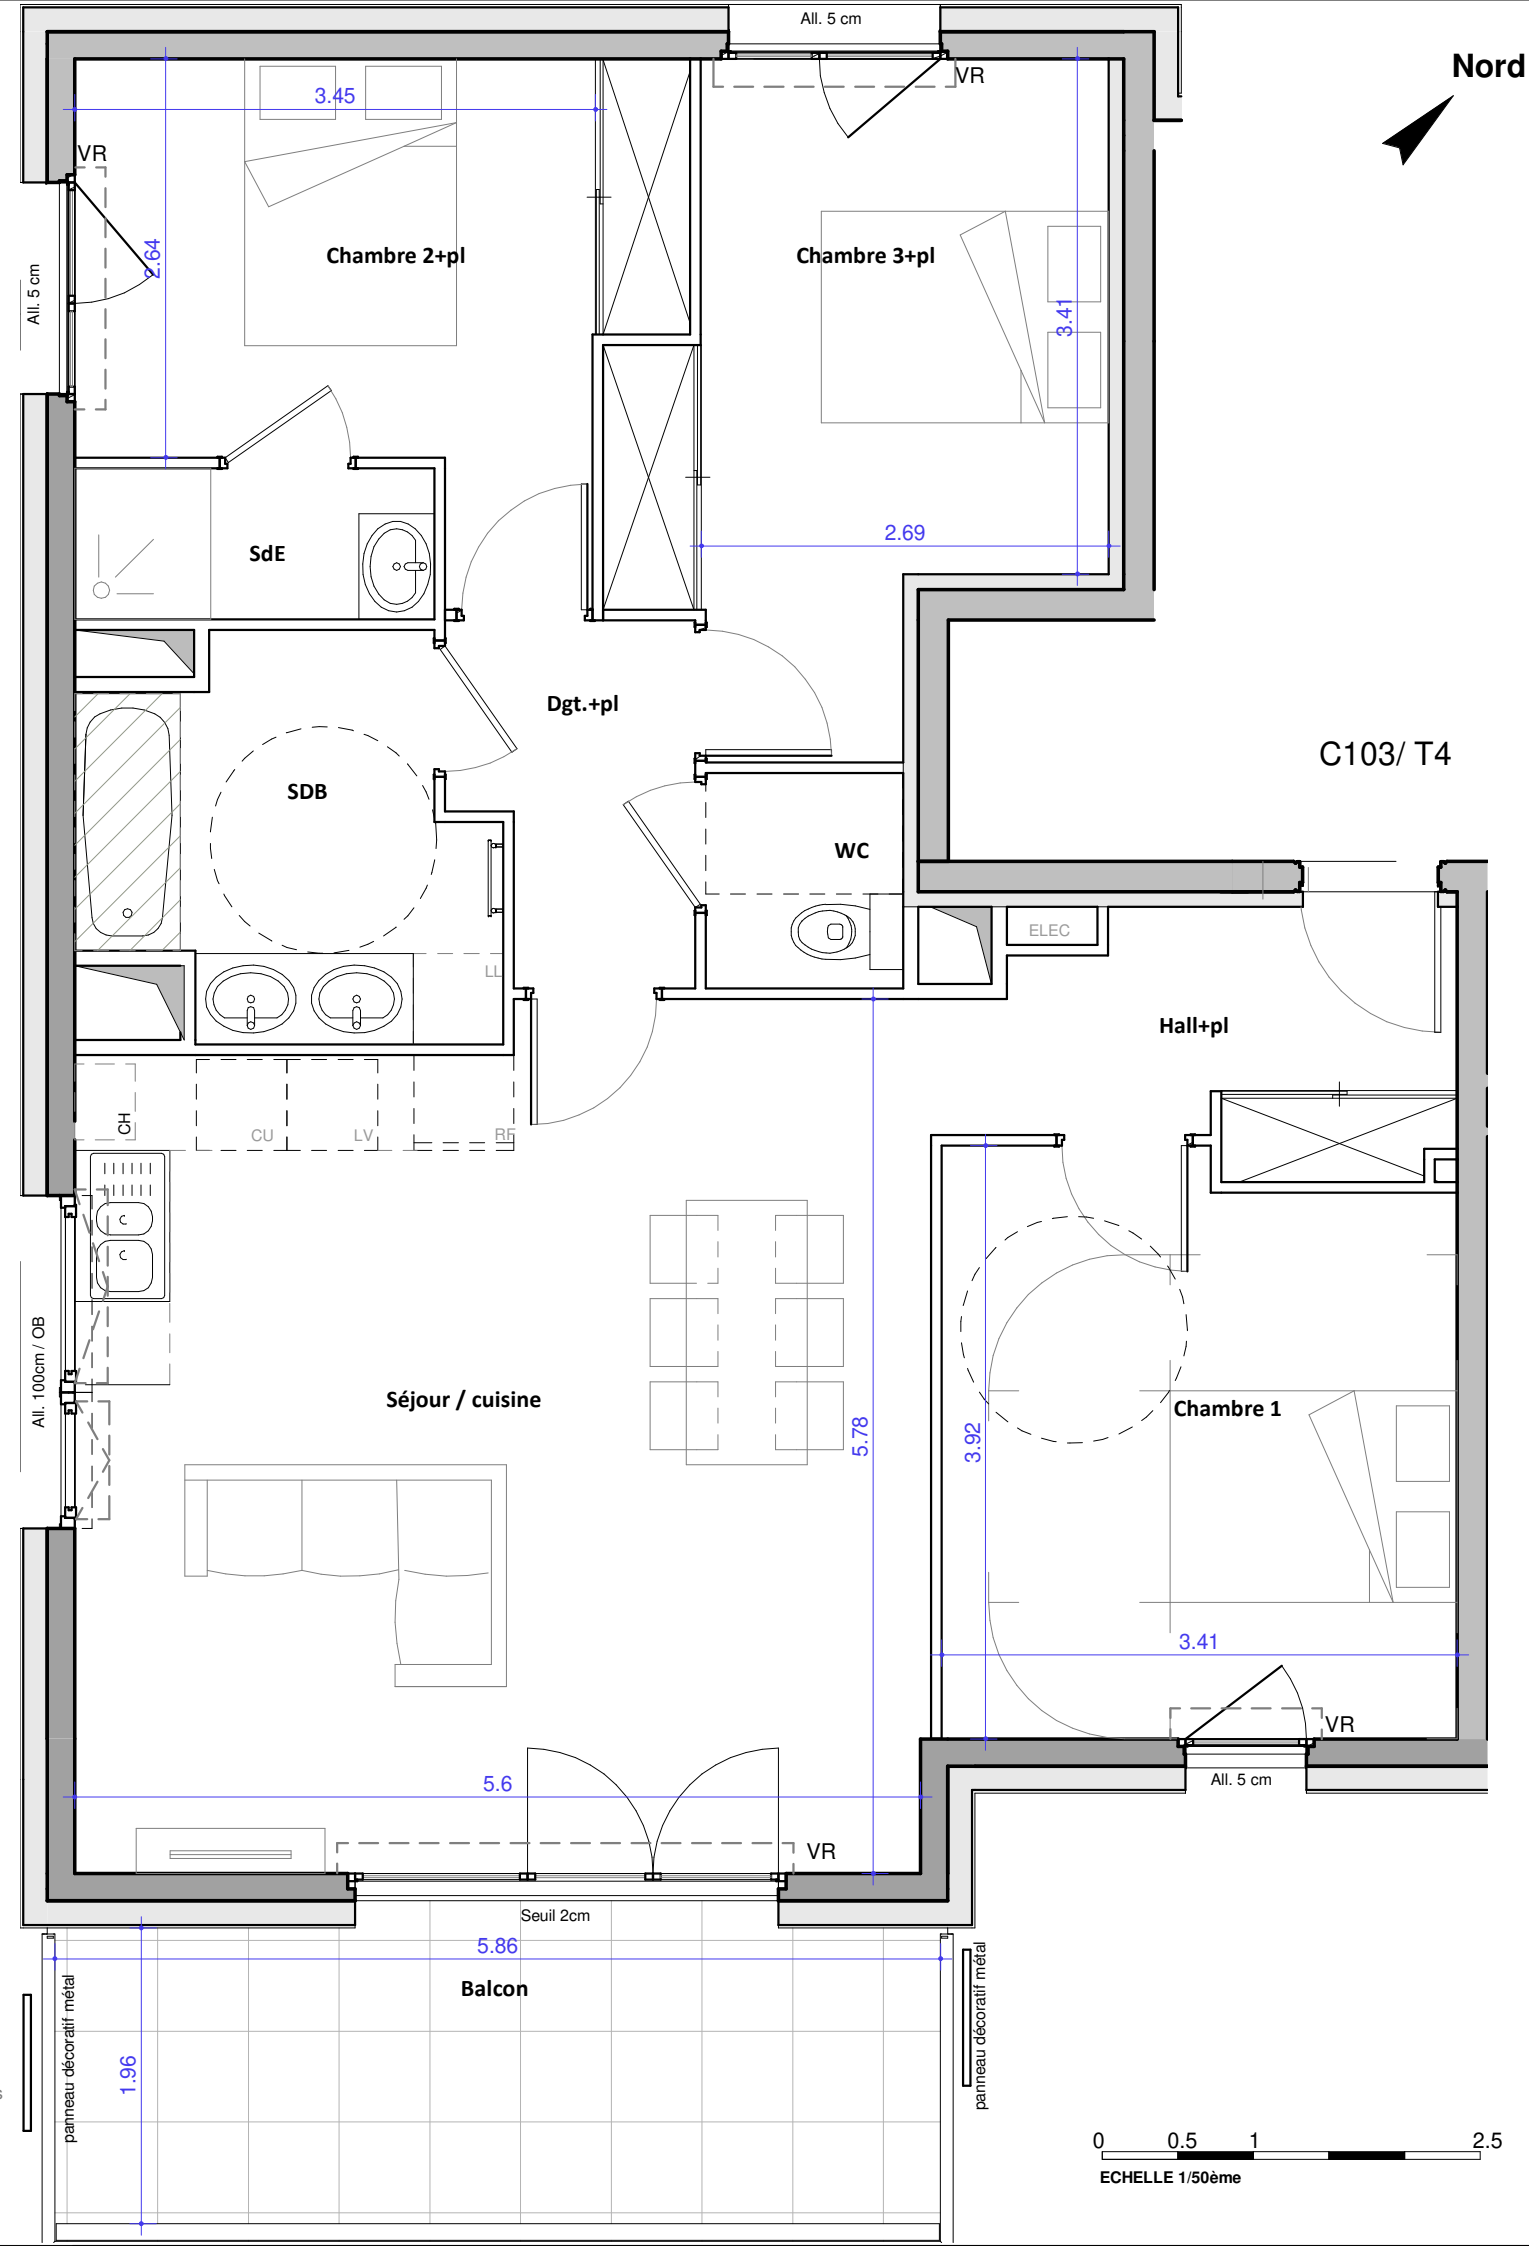 All. 5 cm
Nord
VR
3.45
VR
2.64
Chambre 2+pl
Chambre 3+pl
All. 5 cm
3.41
2.69
SdE
Dgt.+pl
C103/ T4
SDB
WC
ELEC
LL
Hall+pl
CH
CU
LV
RF
All. 100cm / OB
Séjour / cuisine
5.78
3.92
Chambre 1
3.41
VR
All. 5 cm
5.6
VR
Seuil 2cm
5.86
Balcon
panneau décoratif métal
panneau décoratif métal
1.96
0 0.5 1 2.5
ECHELLE 1/50ème